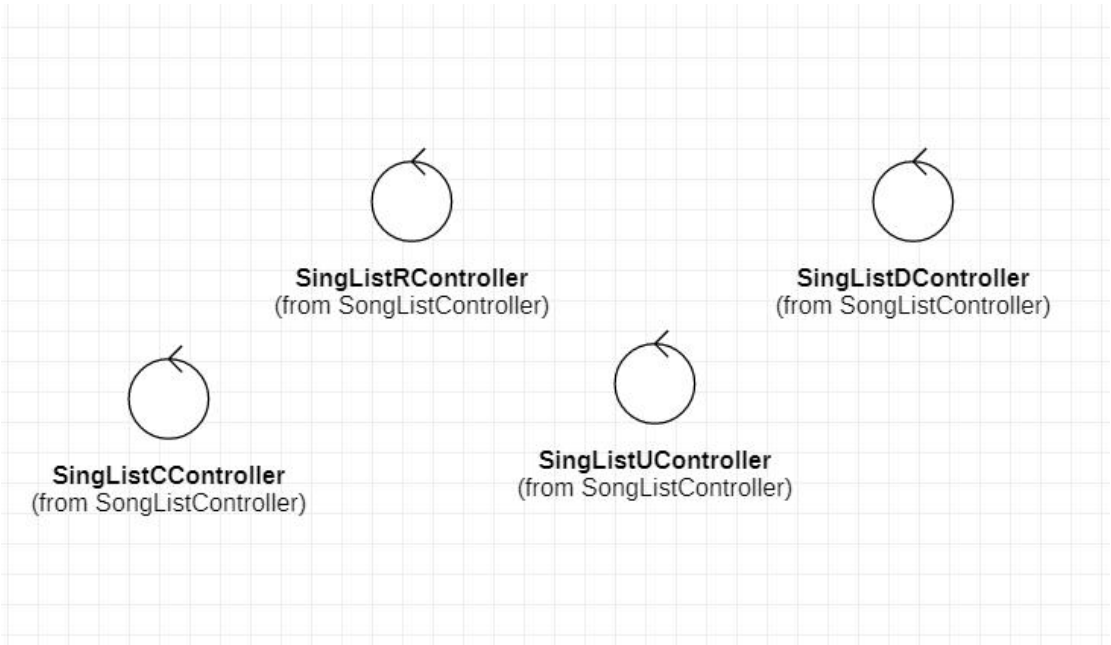 SingListRController
(from SongListController)
SingListDController
(from SongListController)
SingListCController
(from SongListController)
SingListUController
(from SongListController)